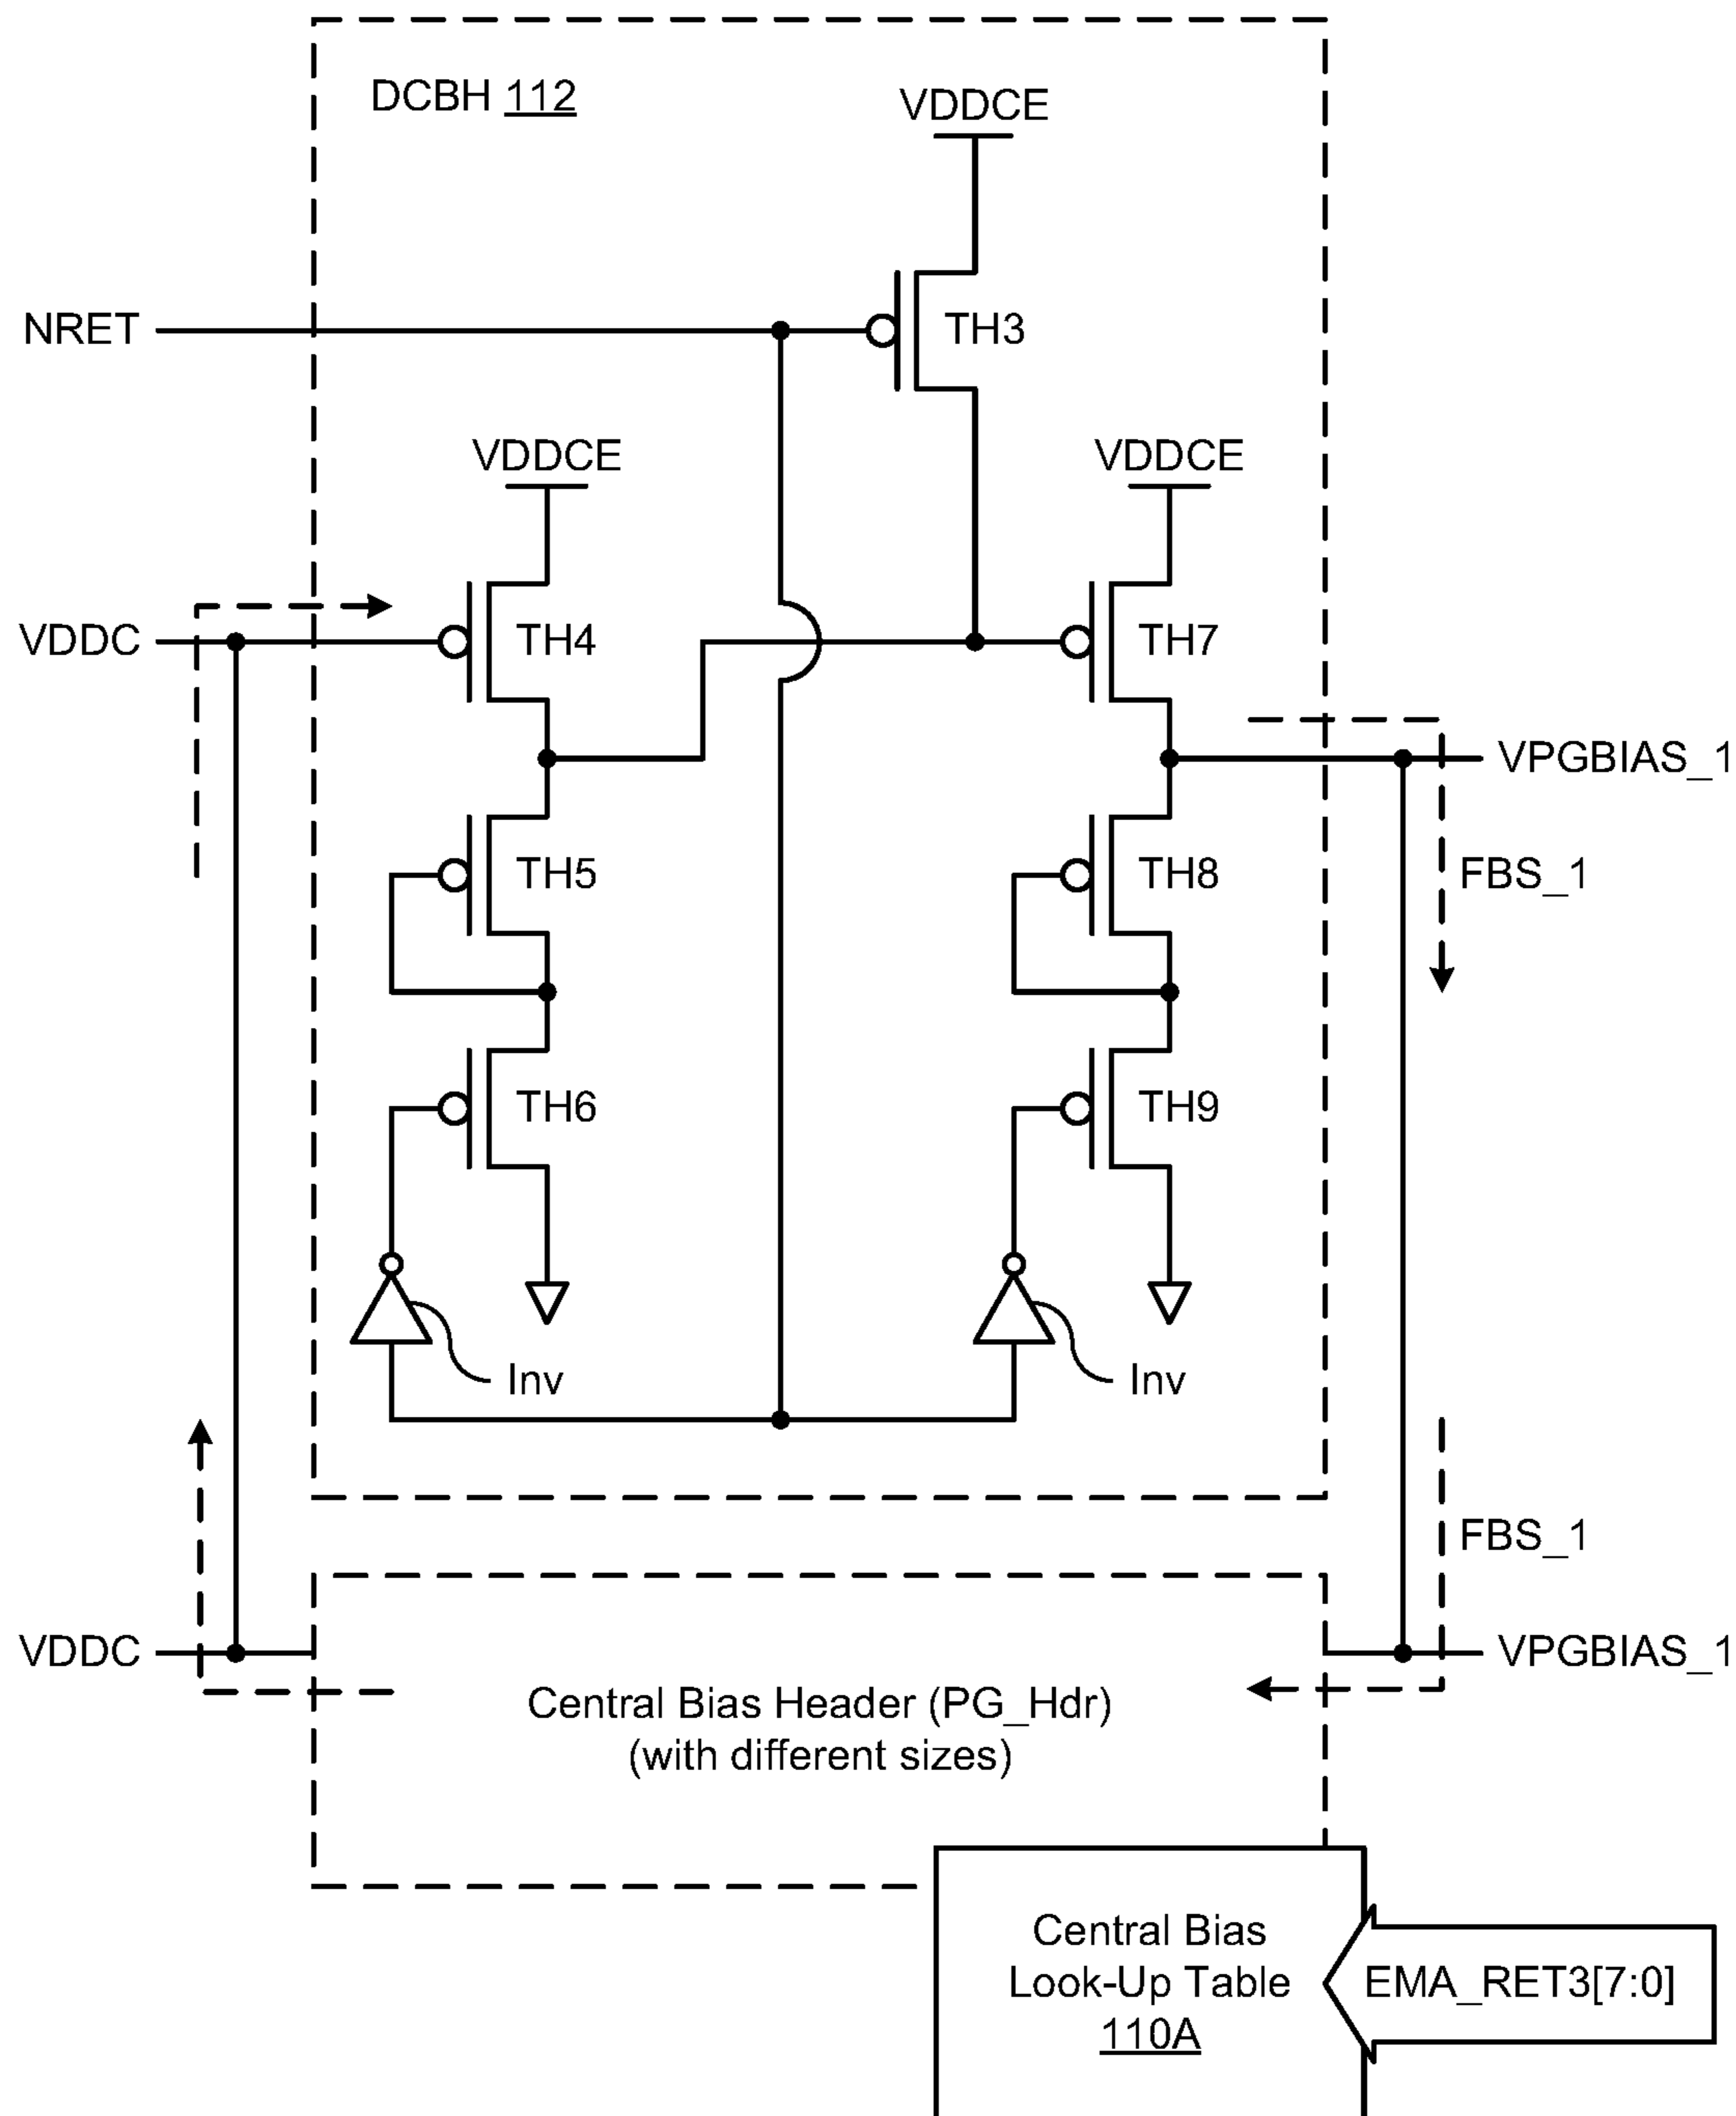 DCBH 112
VDDCE
NRET
TH3
VDDCE
VDDCE
VDDC
TH4
TH7
VPGBIAS_1
TH5
TH8
FBS_1
TH6
TH9
Inv
Inv
FBS_1
VDDC
VPGBIAS_1
Central Bias Header (PG_Hdr)
(with different sizes)
Central Bias
Look-Up Table
110A
EMA_RET3[7:0]